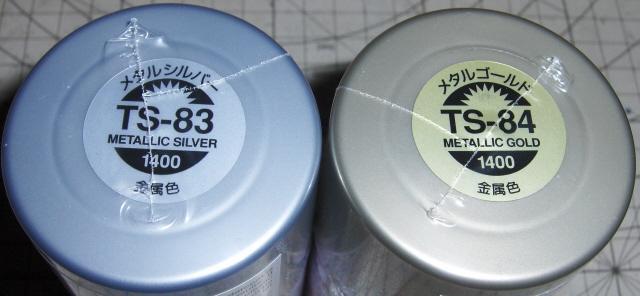 メタルシルバー
TS-83
METALLIC SILVER
1400
金属色
メタルゴールド
TS-84
METALLIC GOLD
1400
金属色